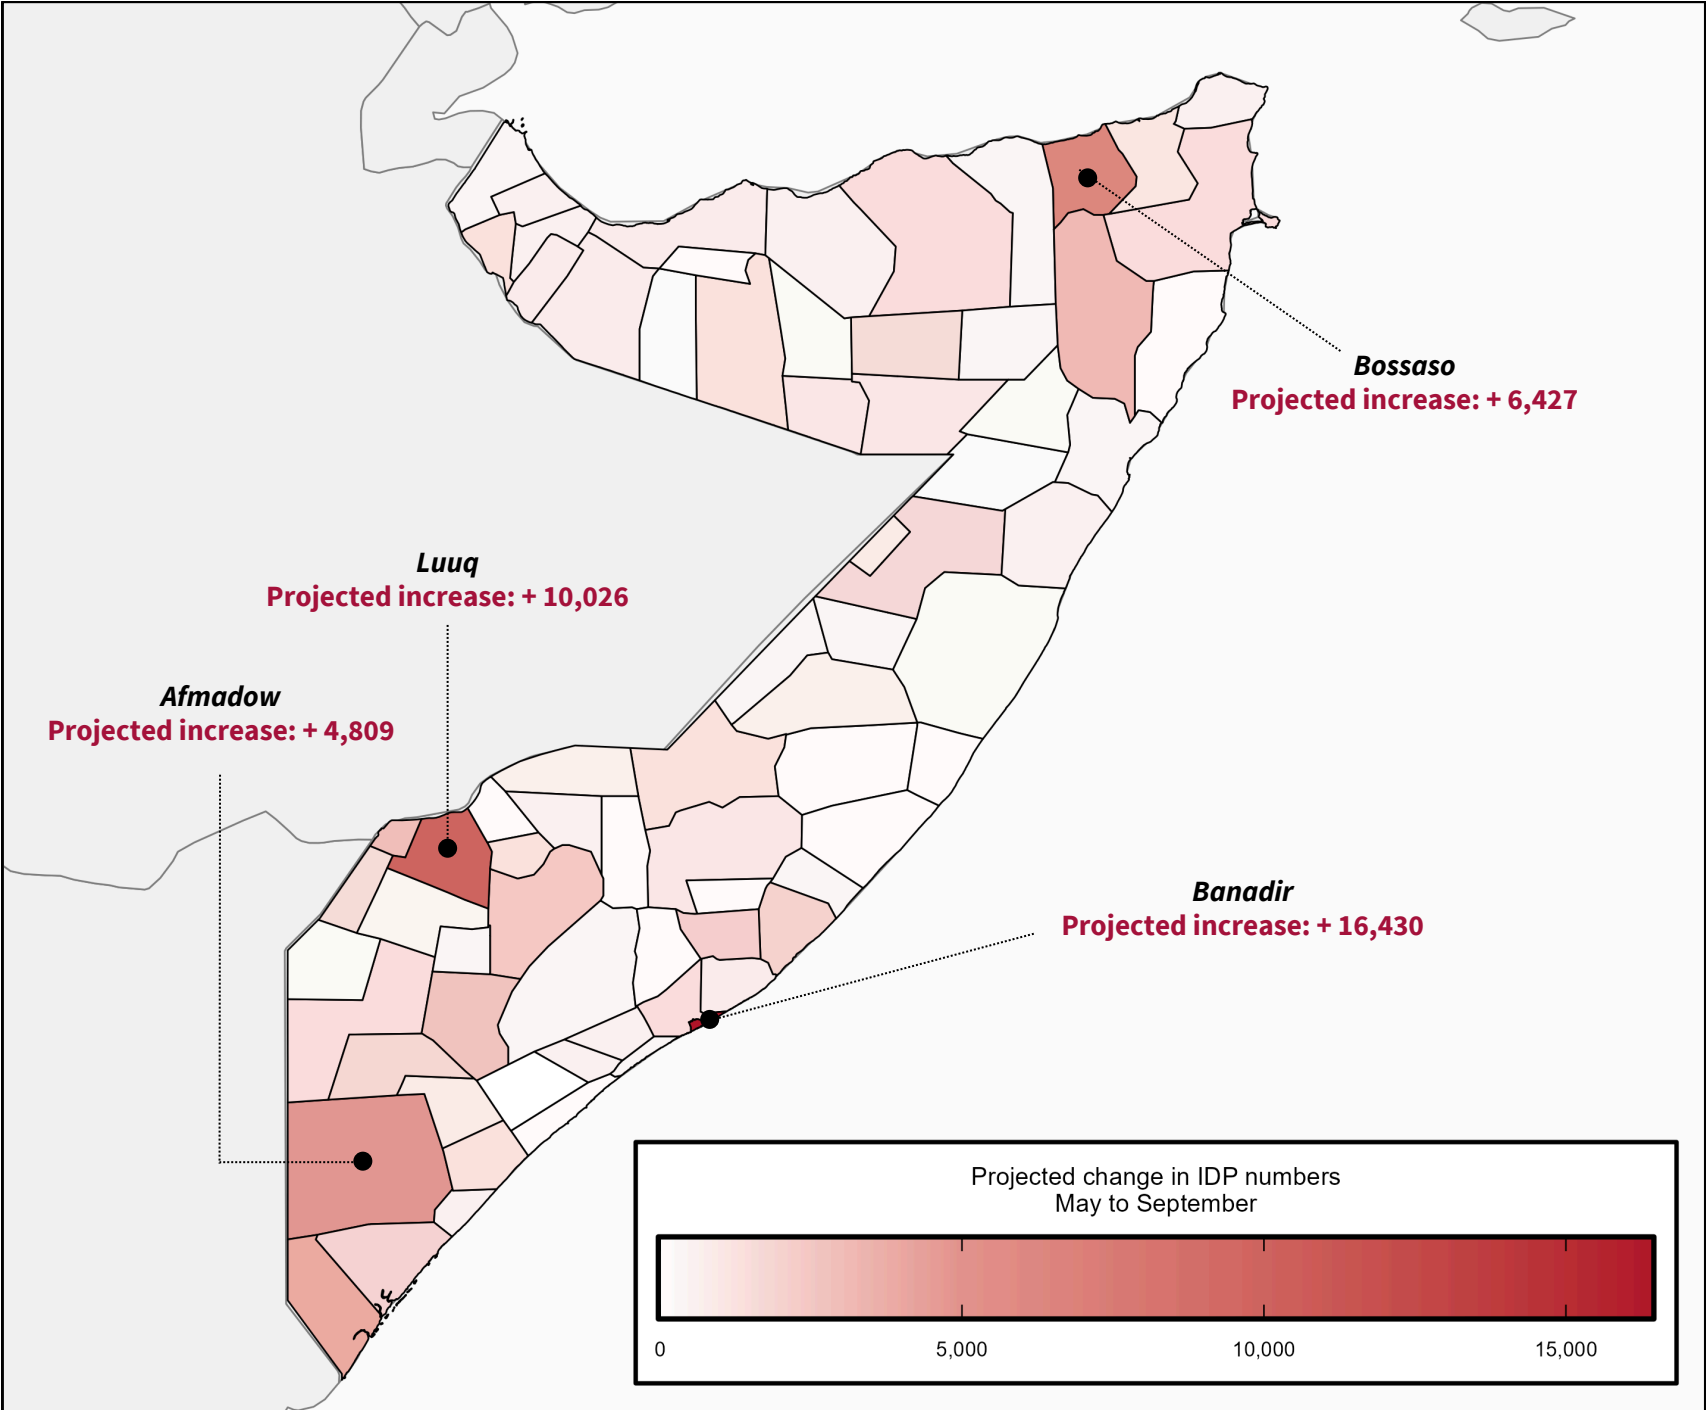 Bossaso
Projected increase: + 6,427
Luuq
Projected increase: + 10,026
Afmadow
Projected increase: + 4,809
Banadir
Projected increase: + 16,430
Projected change in IDP numbers
May to September
0 5,000 10,000 15,000